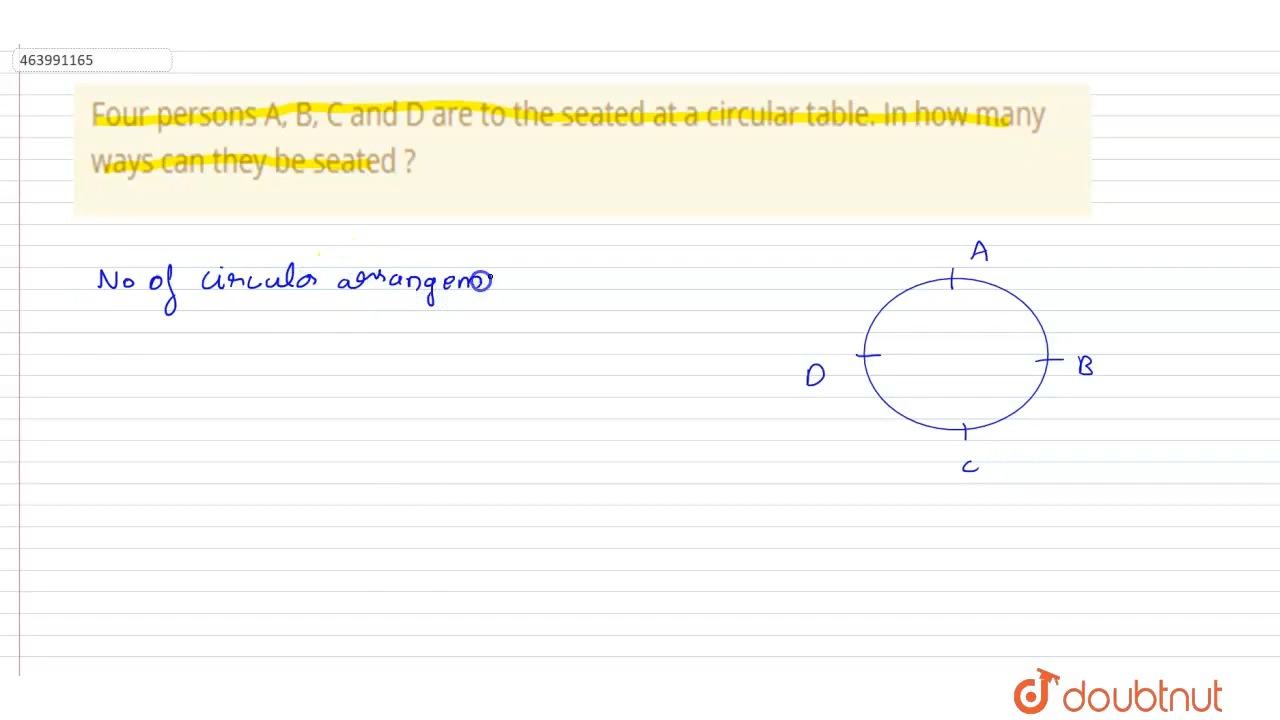 463991165
Four persons A, B, C and D are to the seated at a circular table. In how many
ways can they be seated ?
No of circular
A
B
C
D
doubtnut